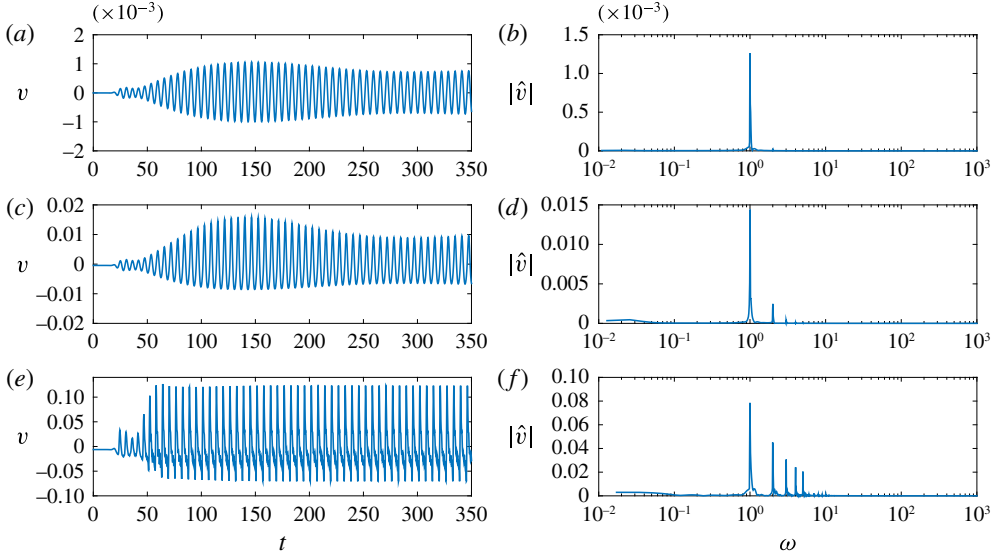 (×10⁻³) (×10⁻³)
(a) (b)
2 1.5
1 1.0
v 0 |v̂|
–1 0.5
–2 0
0 50 100 150 200 250 300 350 10⁻² 10⁻¹ 10⁰ 10¹ 10² 10³
(c) (d)
0.02 0.015
0.01 0.010
v 0 |v̂|
–0.01 0.005
–0.02 0
0 50 100 150 200 250 300 350 10⁻² 10⁻¹ 10⁰ 10¹ 10² 10³
(e) (f)
0.10 0.10
0.08
0.05 0.06
v 0 |v̂|
0.04
–0.05 0.02
–0.10 0
0 50 100 150 200 250 300 350 10⁻² 10⁻¹ 10⁰ 10¹ 10² 10³
t ω